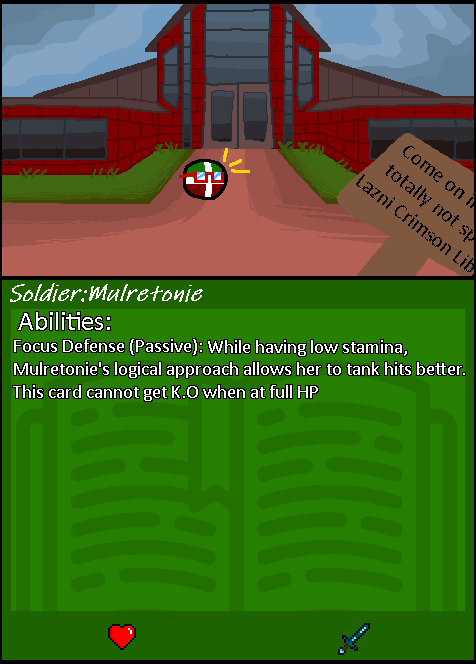 Come on in
totally not sp
Lazni Crimson Lib
Soldier:Mulretonie
Abilities:
Focus Defense (Passive): While having low stamina,
Mulretonie's logical approach allows her to tank hits better.
This card cannot get K.O when at full HP